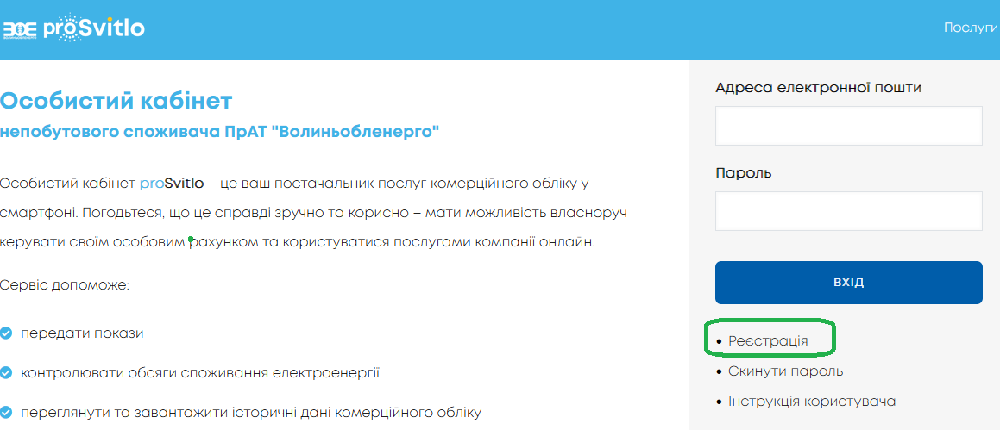 ВОЕ
ВОЛИНЬОБЛЕНЕРГО
proSvitlo
Послуги
Особистий кабінет
непобутового споживача ПрАТ "Волиньобленерго"
Особистий кабінет proSvitlo – це ваш постачальник послуг комерційного обліку у
смартфоні. Погодьтеся, що це справді зручно та корисно – мати можливість власноруч
керувати своїм особовим рахунком та користуватися послугами компанії онлайн.
Сервіс допоможе:
передати покази
контролювати обсяги споживання електроенергії
переглянути та завантажити історичні дані комерційного обліку
Адреса електронної пошти
Пароль
ВХІД
Реєстрація
Скинути пароль
Інструкція користувача